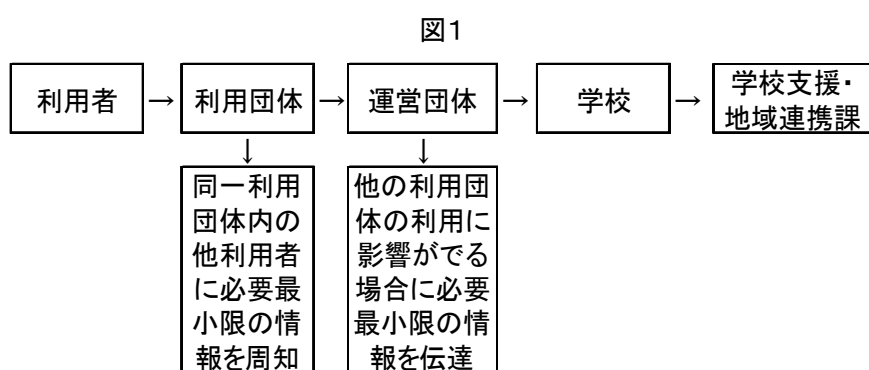 図1
利用者 → 利用団体 → 運営団体 → 学校 → 学校支援・
地域連携課
↓ ↓
同一利用
団体内の
他利用者
に必要最
小限の情
報を周知
他の利用団
体の利用に
影響がでる
場合に必要
最小限の情
報を伝達